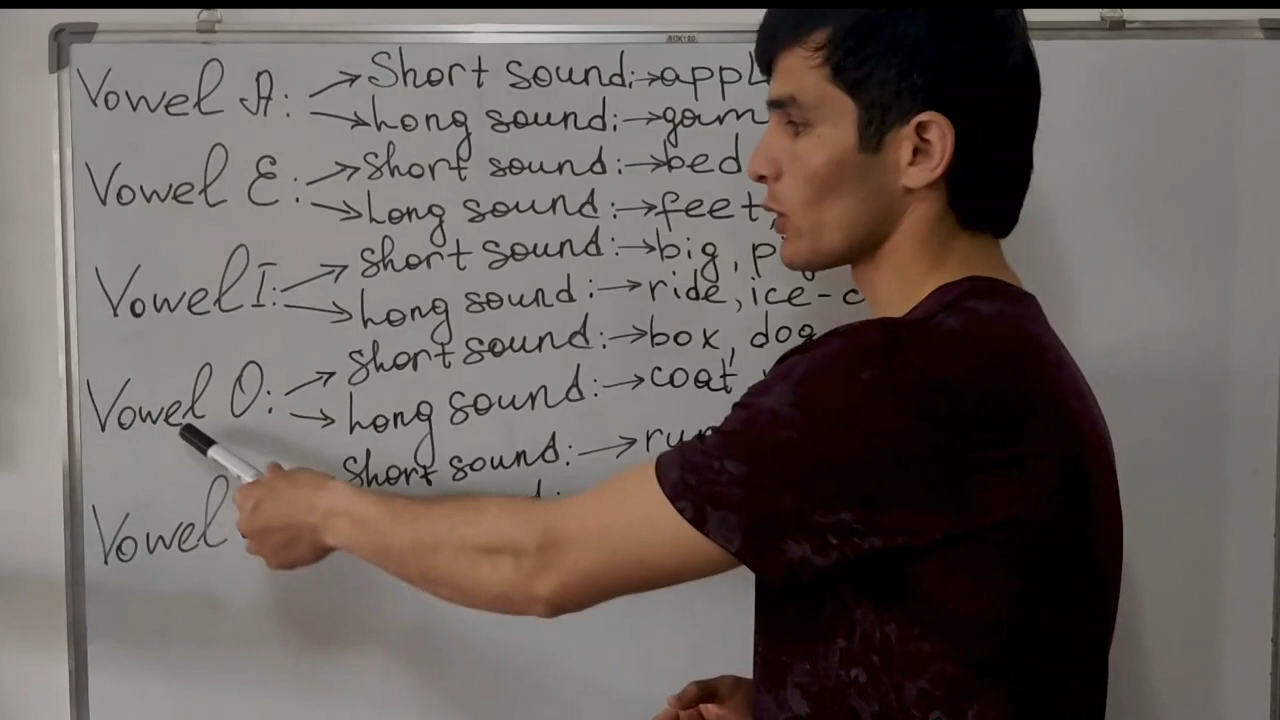 Vowel A: → Short sound: → appl
→ Long sound: → gam
Vowel E: → Short sound: → bed
→ Long sound: → feet,
Vowel I: → Short sound: → big,
→ Long sound: → ride, ice-c
Vowel O: → Short sound: → box, dog
→ Long sound: → coat
Short sound: →
Vowel